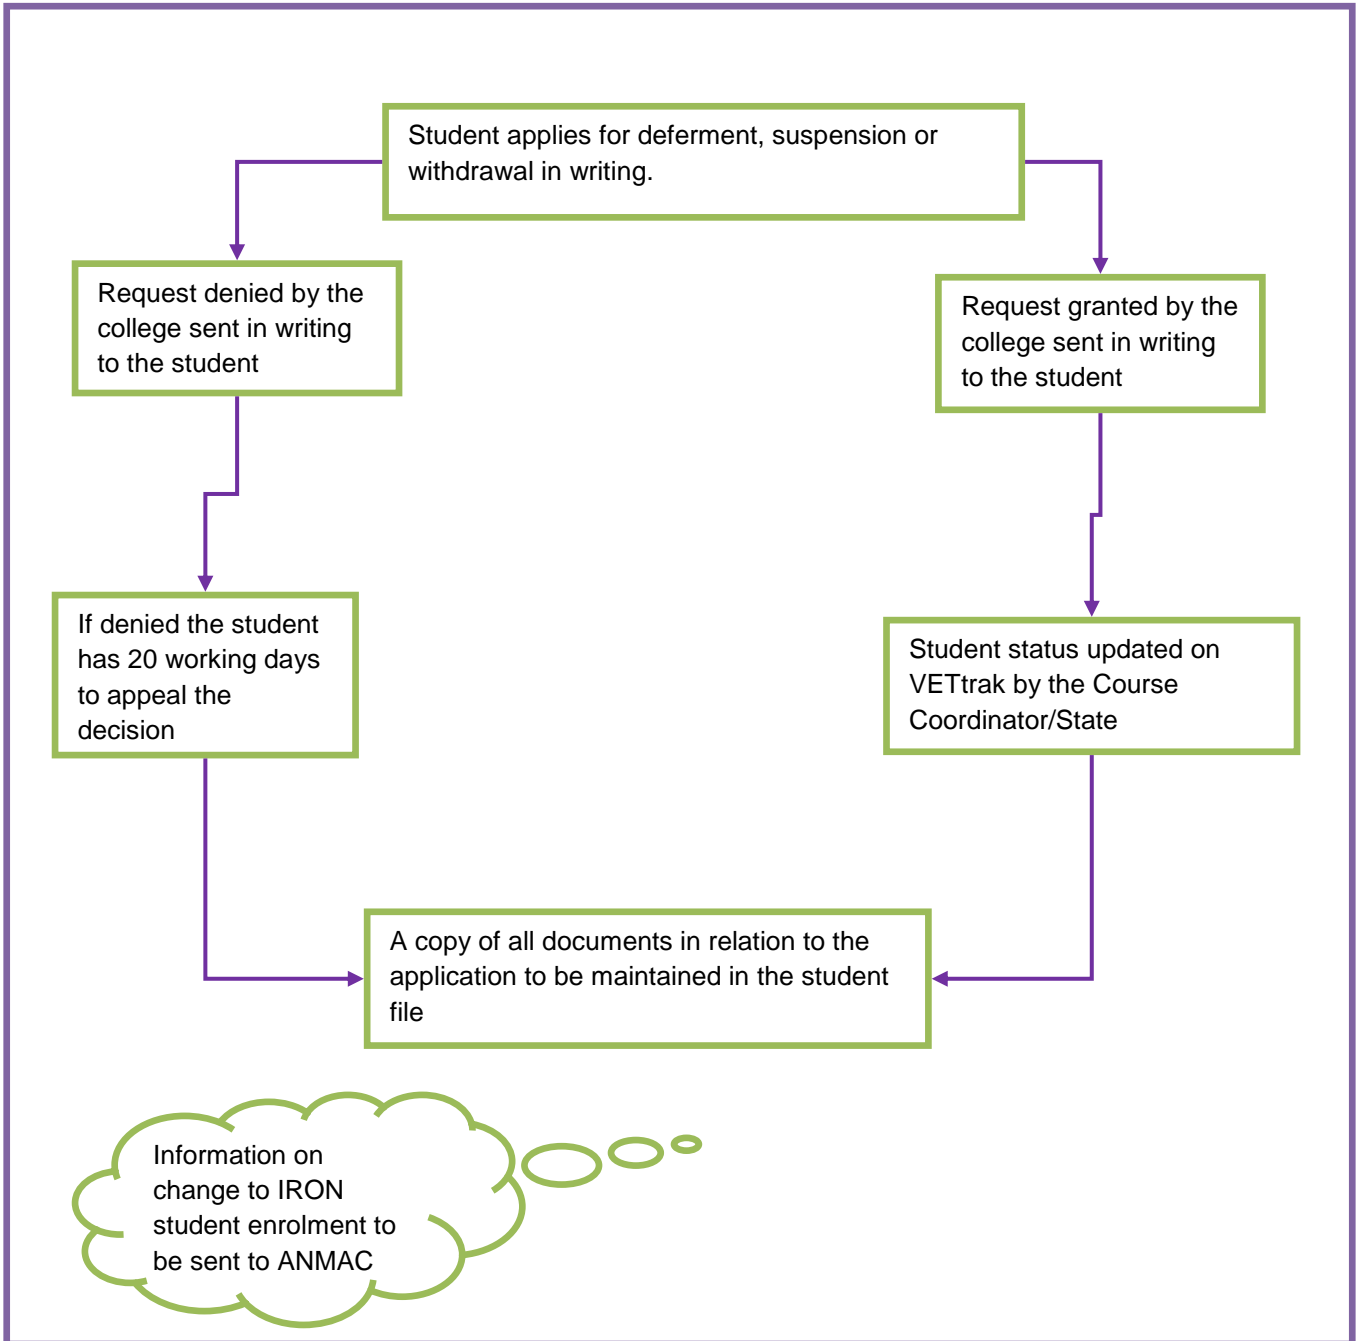 Student applies for deferment, suspension or
withdrawal in writing.
Request denied by the
college sent in writing
to the student
Request granted by the
college sent in writing
to the student
If denied the student
has 20 working days
to appeal the
decision
Student status updated on
VETtrak by the Course
Coordinator/State
A copy of all documents in relation to the
application to be maintained in the student
file
Information on
change to IRON
student enrolment to
be sent to ANMAC